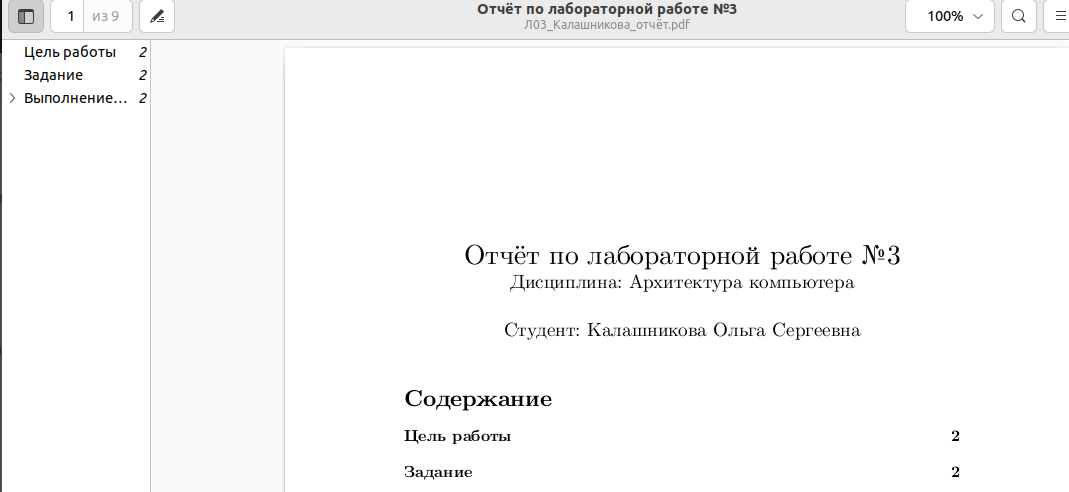 1 из 9
Отчёт по лабораторной работе №3
Л03_Калашникова_отчёт.pdf
100%
Цель работы 2
Задание 2
Выполнение... 2
Отчёт по лабораторной работе №3
Дисциплина: Архитектура компьютера
Студент: Калашникова Ольга Сергеевна
Содержание
Цель работы 2
Задание 2